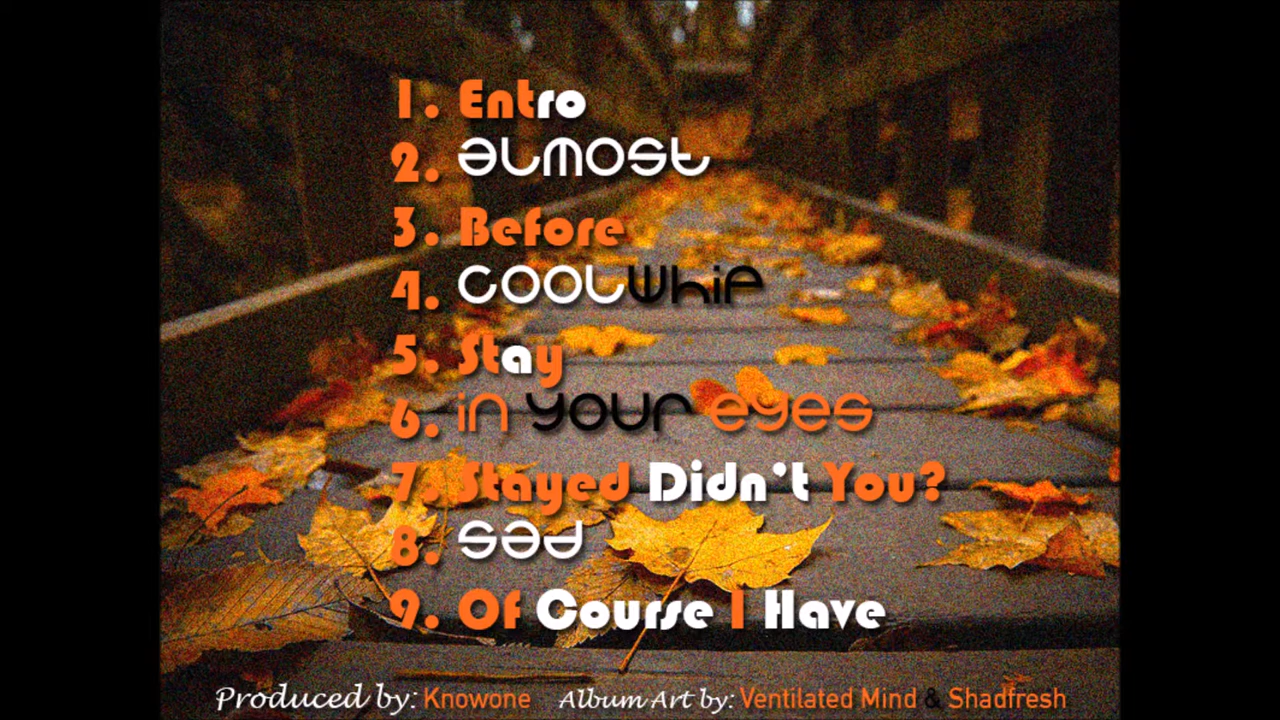 1. Entro
2. almost
3. Before
4. coolwhip
5. Stay
6. in your eyes
7. Stayed Didn't You?
8. sad
9. Of Course I Have
Produced by: Knowone Album Art by: Ventilated Mind & Shadfresh